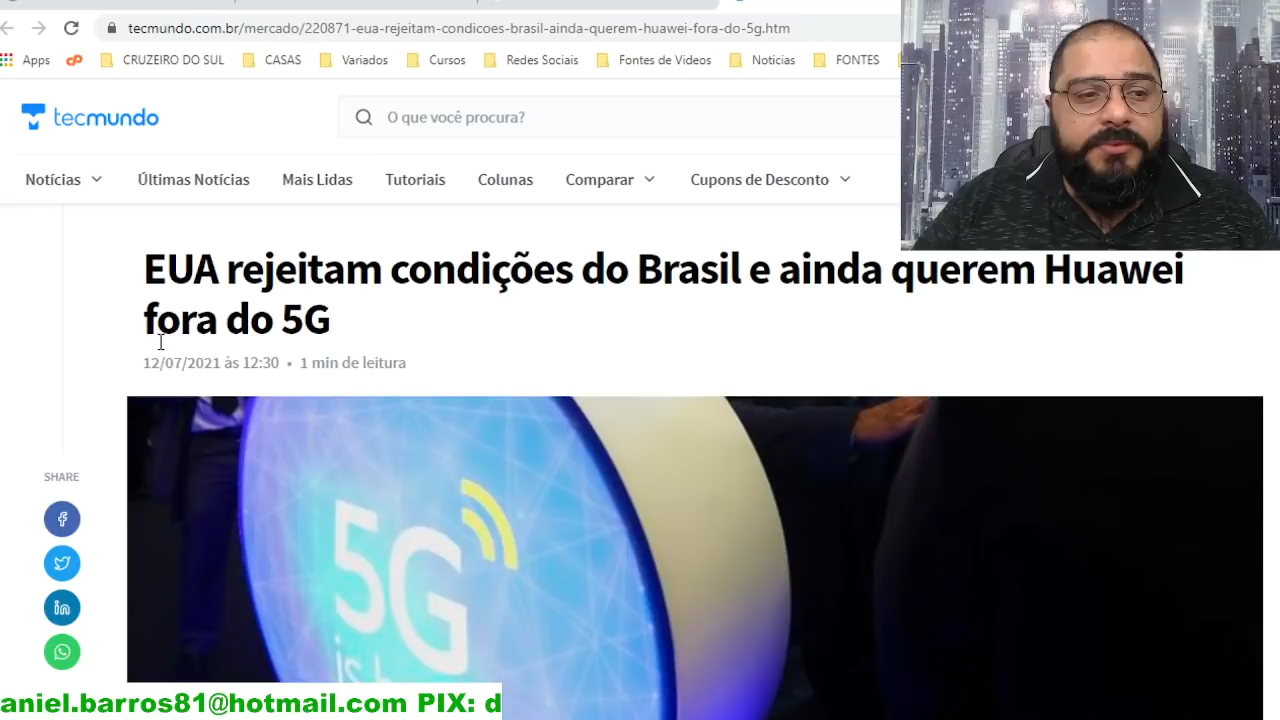 tecmundo.com.br/mercado/220871-eua-rejeitam-condicoes-brasil-ainda-querem-huawei-fora-do-5g.htm
Apps CRUZEIRO DO SUL CASAS Variados Cursos Redes Sociais Fontes de Videos Noticias FONTES
tecmundo
O que você procura?
Notícias Últimas Notícias Mais Lidas Tutoriais Colunas Comparar Cupons de Desconto
EUA rejeitam condições do Brasil e ainda querem Huawei
fora do 5G
12/07/2021 às 12:30 • 1 min de leitura
SHARE
5G
is
aniel.barros81@hotmail.com PIX: d